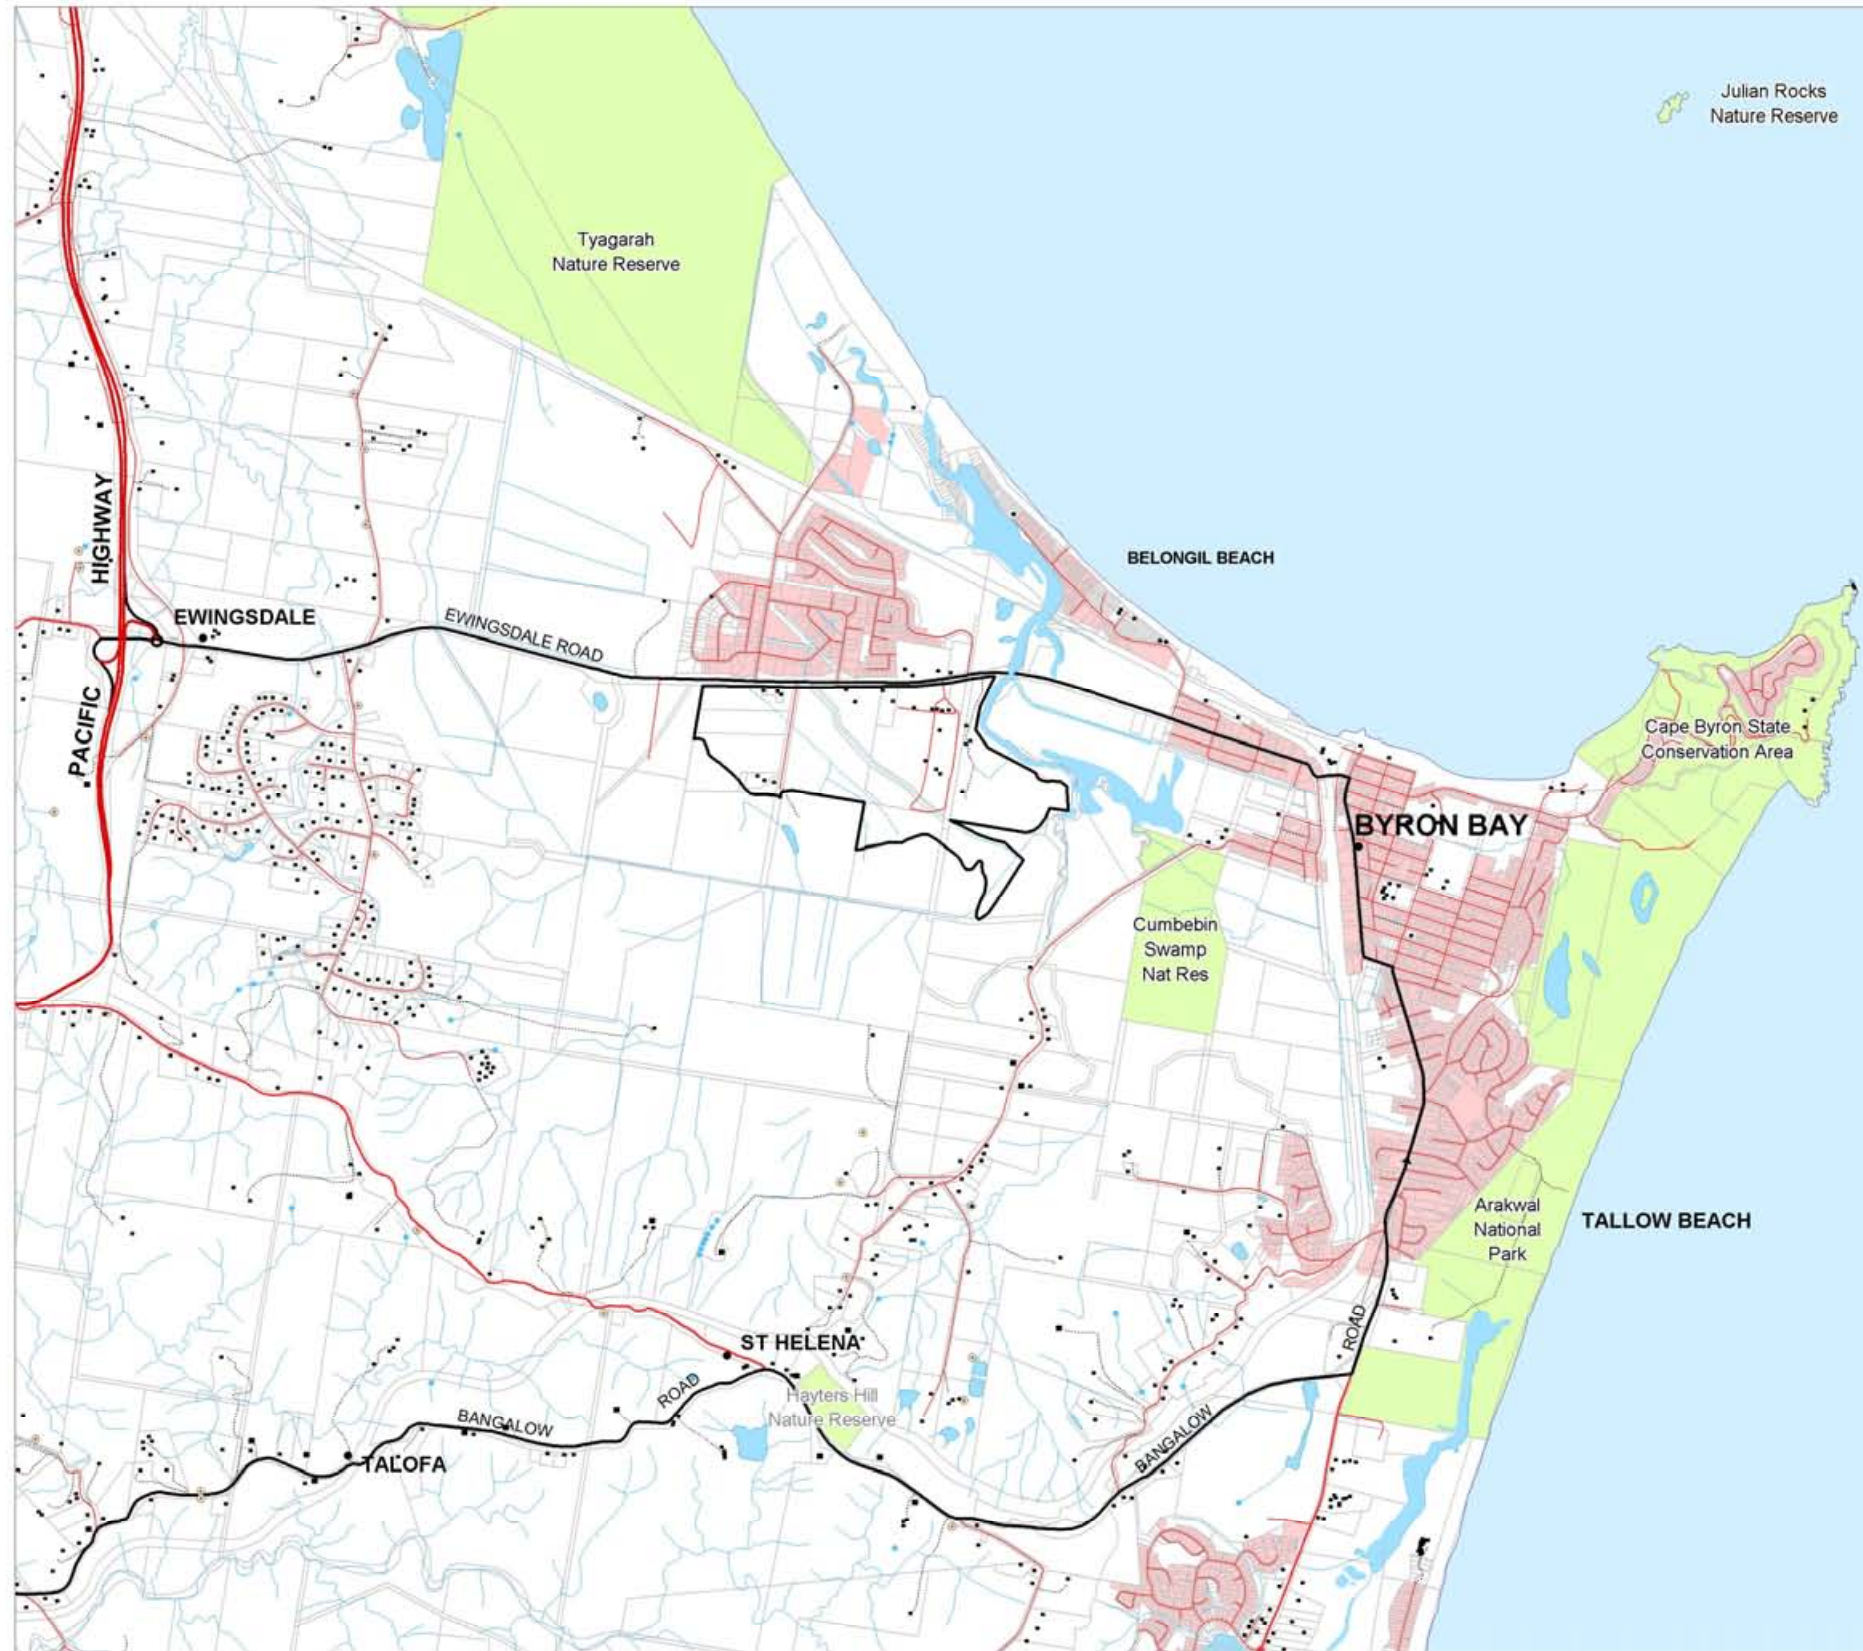 Julian Rocks
Nature Reserve
Tyagarah
Nature Reserve
HIGHWAY
BELONGIL BEACH
EWINGSDALE
EWINGSDALE ROAD
PACIFIC
Cape Byron State
Conservation Area
BYRON BAY
Cumbebin
Swamp
Nat Res
Arakwal
National
Park
TALLOW BEACH
ROAD
ST HELENA
ROAD
Hayters Hill
Nature Reserve
BANGALOW
BANGALOW
TALOFA